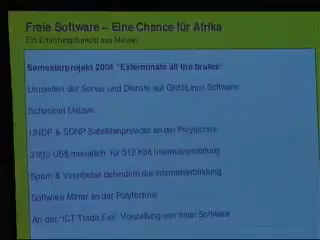 Freie Software – Eine Chance für Afrika
Ein Erfahrungsbericht aus Malawi
Semesterprojekt 2004 "Exterminate all the brutes"
Umstellen der Server und Dienste auf GNU/Linux Software
Schoolnet Malawi
UNDP & SDNP Satellitenprovider an der Polytechnic
US$ monatlich für 512 Kbit Internetverbindung
Spam & Virenbefall behindern die Internetverbindung
Software Mirror an der Polytechnic
An der "ICT Trade Fair" Vorstellung von freier Software